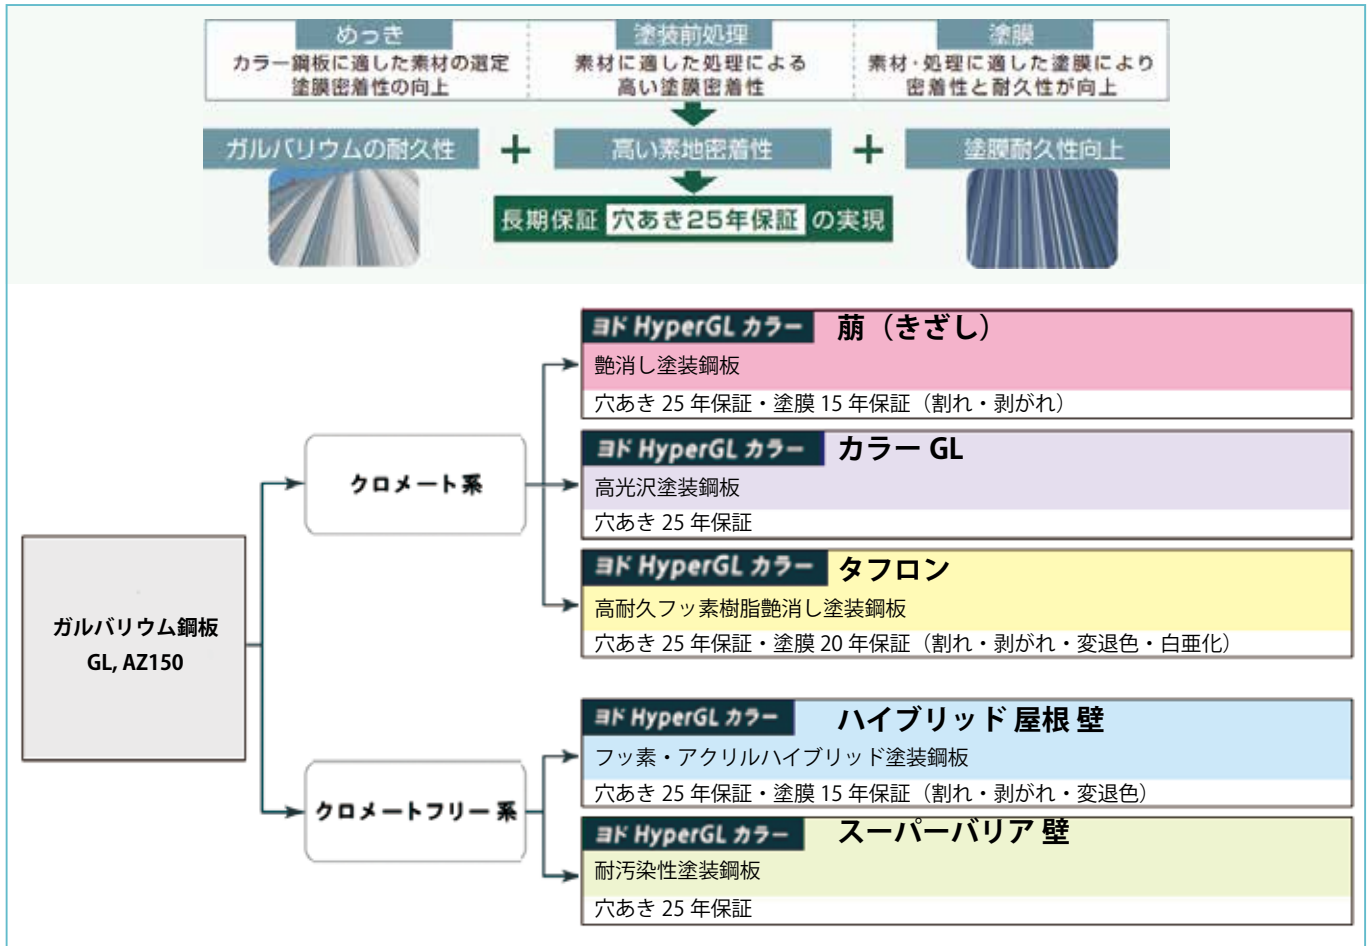 めっき
カラー鋼板に適した素材の選定
塗膜密着性の向上
塗装前処理
素材に適した処理による
高い塗膜密着性
塗膜
素材・処理に適した塗膜により
密着性と耐久性が向上
ガルバリウムの耐久性
+
高い素地密着性
+
塗膜耐久性向上
長期保証 穴あき25年保証 の実現
ガルバリウム鋼板
GL, AZ150
クロメート系
ヨド HyperGL カラー 萠（きざし）
艶消し塗装鋼板
穴あき 25 年保証・塗膜 15 年保証（割れ・剥がれ）
ヨド HyperGL カラー カラー GL
高光沢塗装鋼板
穴あき 25 年保証
ヨド HyperGL カラー タフロン
高耐久フッ素樹脂艶消し塗装鋼板
穴あき 25 年保証・塗膜 20 年保証（割れ・剥がれ・変退色・白亜化）
クロメートフリー系
ヨド HyperGL カラー ハイブリッド 屋根 壁
フッ素・アクリルハイブリッド塗装鋼板
穴あき 25 年保証・塗膜 15 年保証（割れ・剥がれ・変退色）
ヨド HyperGL カラー スーパーバリア 壁
耐汚染性塗装鋼板
穴あき 25 年保証